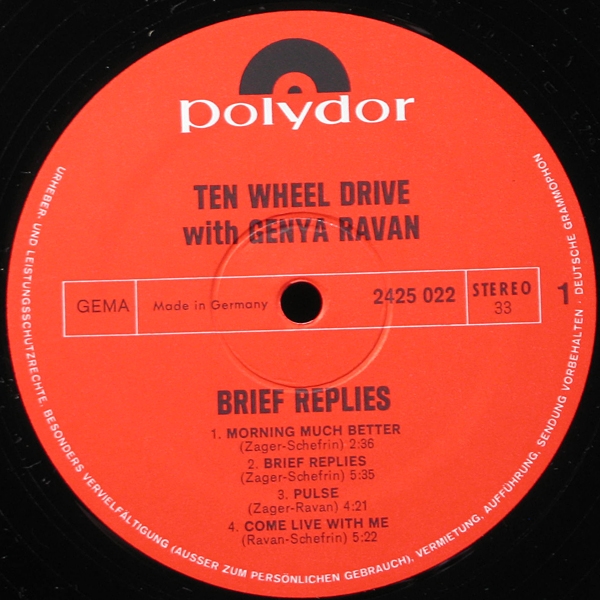 polydor
TEN WHEEL DRIVE
with GENYA RAVAN
GEMA
Made in Germany
2425 022
STEREO
33
1
BRIEF REPLIES
1. MORNING MUCH BETTER
(Zager-Schefrin) 2:36
2. BRIEF REPLIES
(Zager-Schefrin) 5:35
3. PULSE
(Zager-Ravan) 4:21
4. COME LIVE WITH ME
(Ravan-Schefrin) 5:22
URHEBER- UND LEISTUNGSSCHUTZRECHTE, BESONDERS VERVIELFÄLTIGUNG (AUSSER ZUM PERSÖNLICHEN GEBRAUCH), VERMIETUNG, AUFFÜHRUNG, SENDUNG VORBEHALTEN · DEUTSCHE GRAMMOPHON